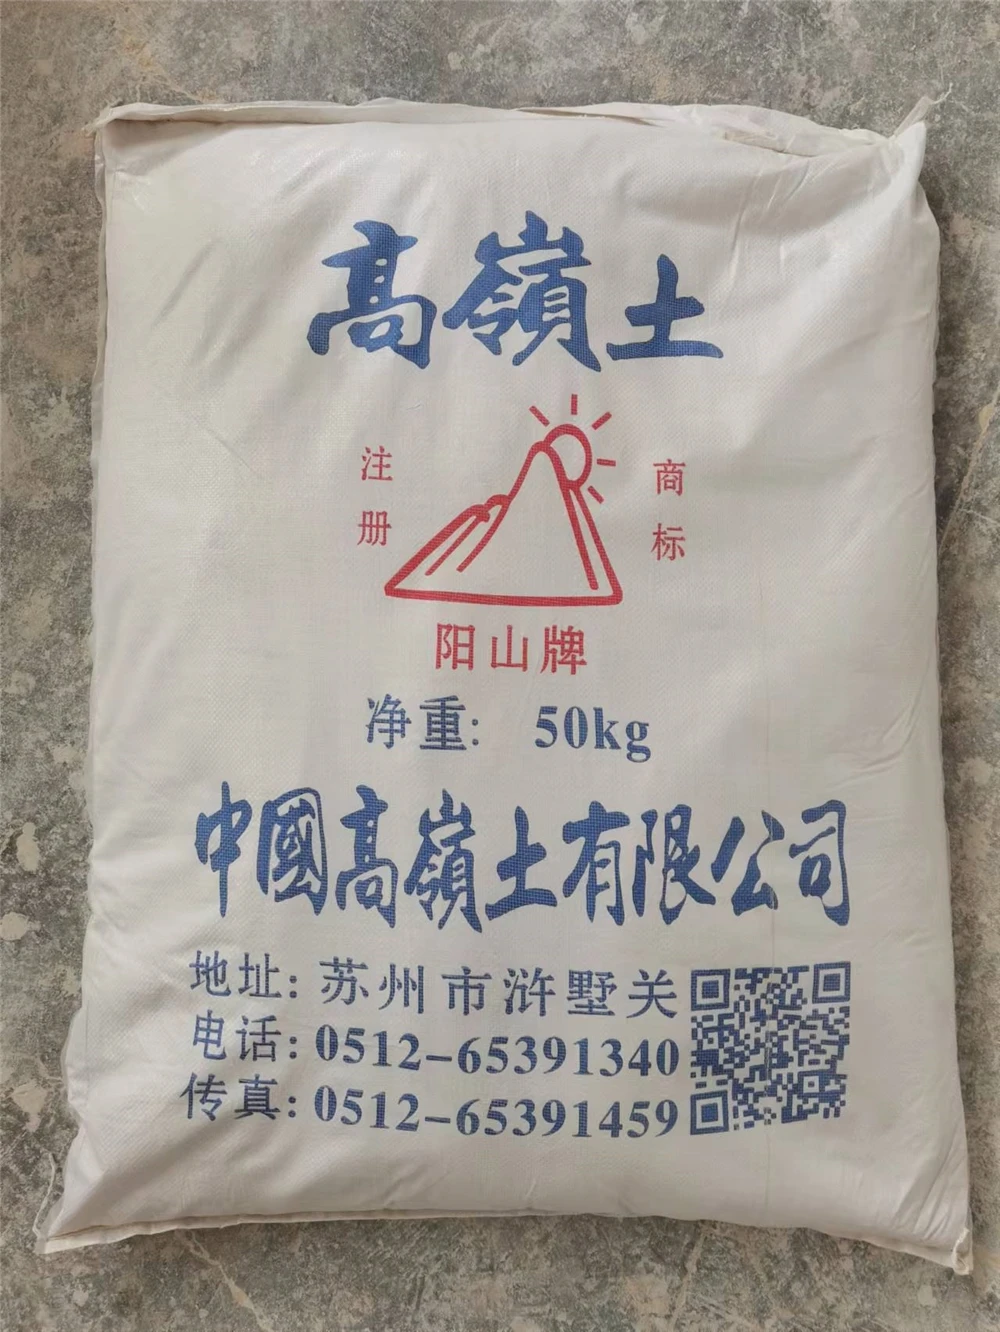 高嶺土
注册
商标
阳山牌
净重: 50kg
中國高嶺土有限公司
地址:苏州市浒墅关
电话:0512-65391340
传真:0512-65391459